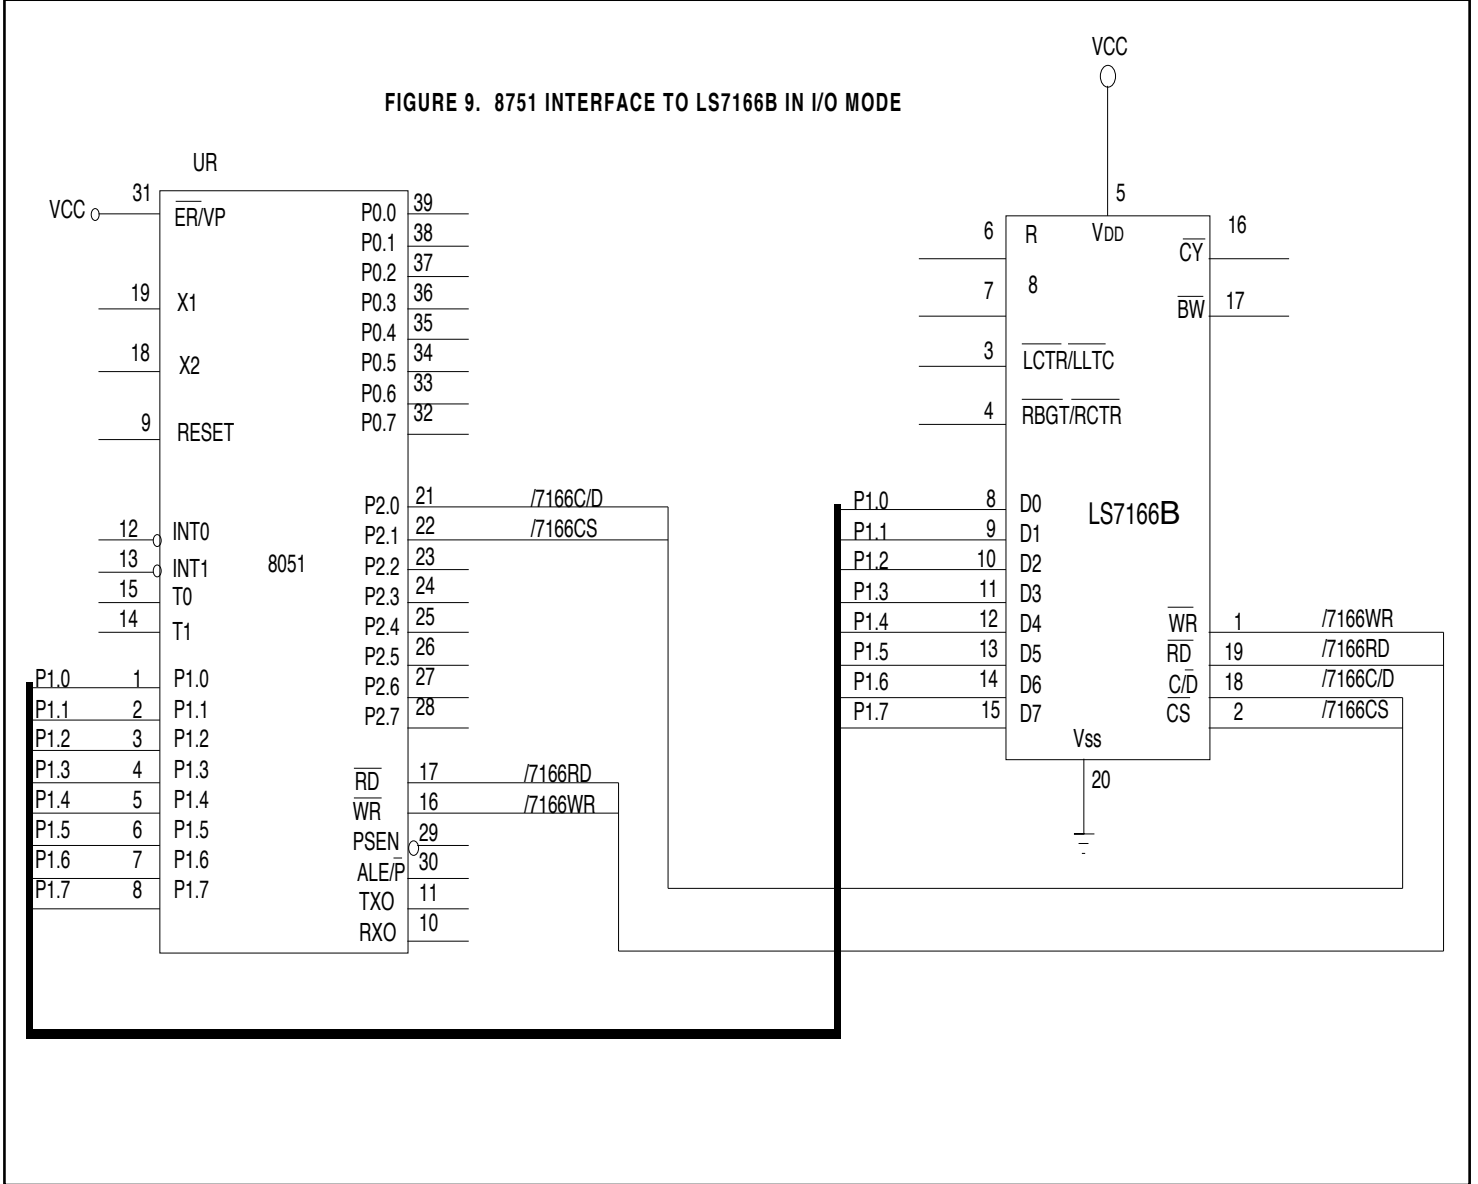 VCC
FIGURE 9. 8751 INTERFACE TO LS7166B IN I/O MODE
UR
31
VCC
ER/VP
19
X1
18
X2
9
RESET
12
INT0
13
INT1
15
T0
14
T1
8051
P1.0 1 P1.0
P1.1 2 P1.1
P1.2 3 P1.2
P1.3 4 P1.3
P1.4 5 P1.4
P1.5 6 P1.5
P1.6 7 P1.6
P1.7 8 P1.7
P0.0 39
P0.1 38
P0.2 37
P0.3 36
P0.4 35
P0.5 34
P0.6 33
P0.7 32
P2.0 21 /7166C/D
P2.1 22 /7166CS
P2.2 23
P2.3 24
P2.4 25
P2.5 26
P2.6 27
P2.7 28
RD 17 /7166RD
WR 16 /7166WR
PSEN 29
ALE/P 30
TXO 11
RXO 10
5
VDD
6 R
7 8
3 LCTR/LLTC
4 RBGT/RCTR
CY 16
BW 17
LS7166B
P1.0 8 D0
P1.1 9 D1
P1.2 10 D2
P1.3 11 D3
P1.4 12 D4
P1.5 13 D5
P1.6 14 D6
P1.7 15 D7
WR 1 /7166WR
RD 19 /7166RD
C/D 18 /7166C/D
CS 2 /7166CS
Vss
20